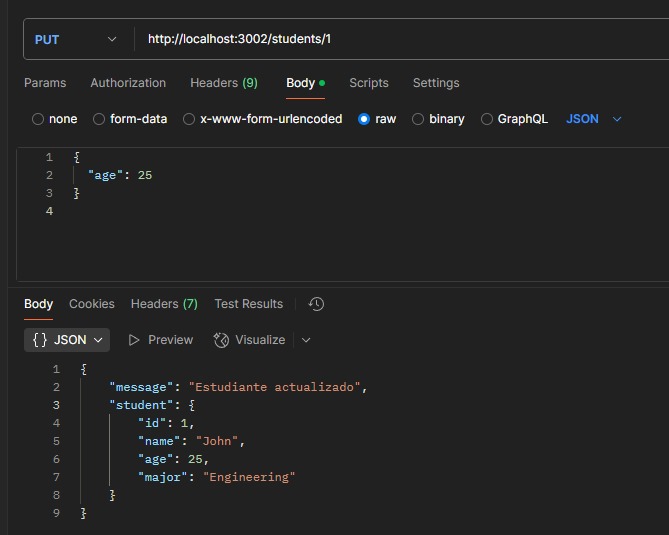 PUT http://localhost:3002/students/1
Params Authorization Headers (9) Body Scripts Settings
none form-data x-www-form-urlencoded raw binary GraphQL JSON
1 {
2 "age": 25
3 }
4
Body Cookies Headers (7) Test Results
{} JSON Preview Visualize
1 {
2 "message": "Estudiante actualizado",
3 "student": {
4 "id": 1,
5 "name": "John",
6 "age": 25,
7 "major": "Engineering"
8 }
9 }